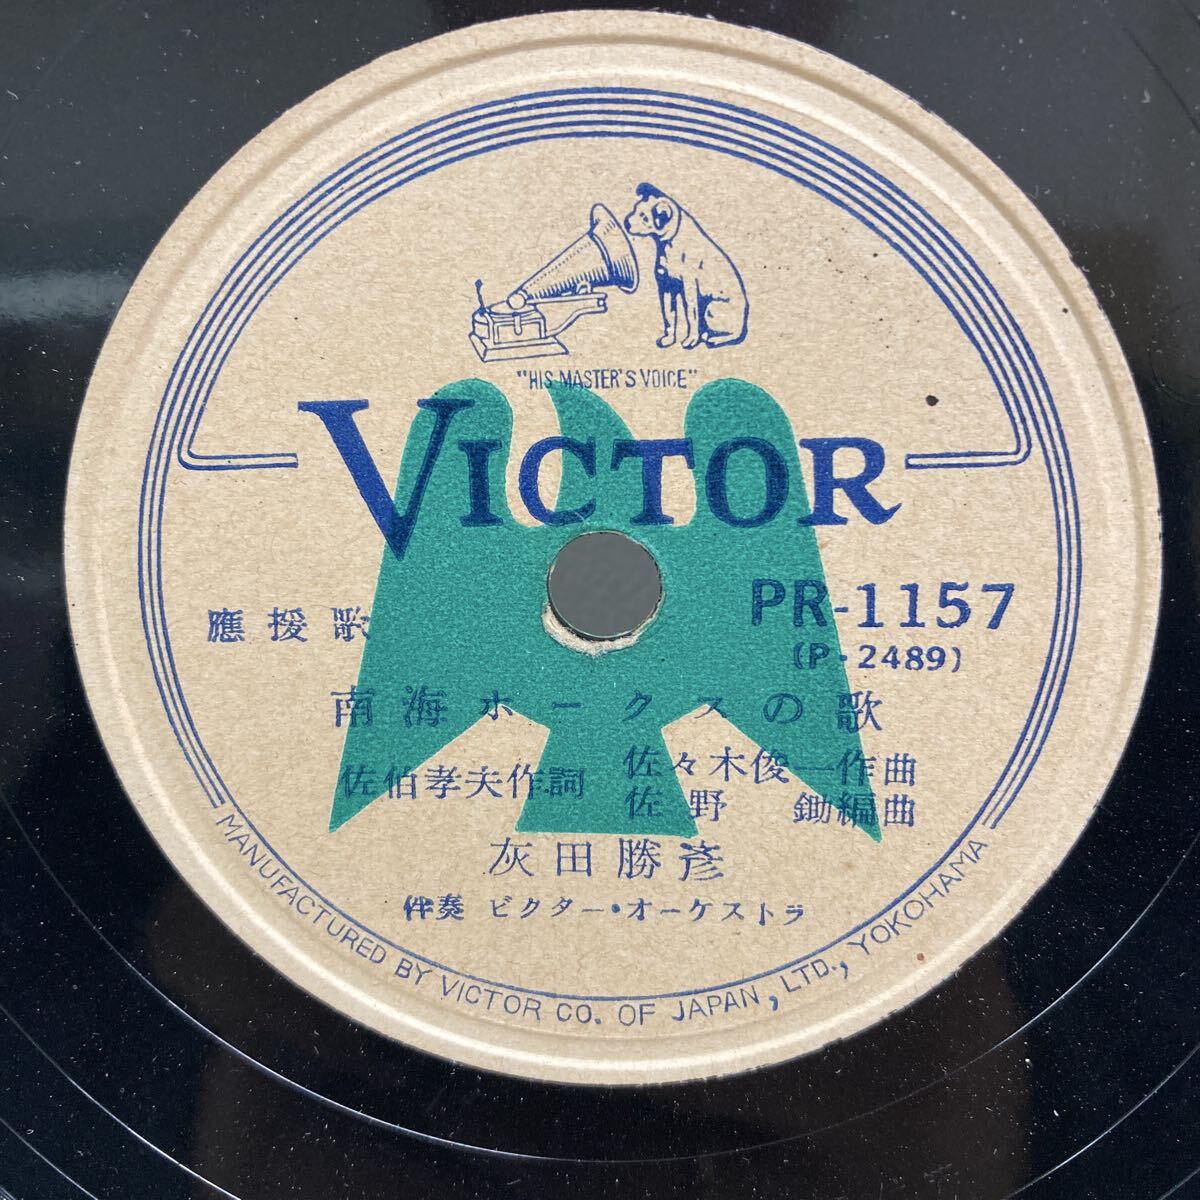 "HIS MASTER'S VOICE"
VICTOR
PR-1157
(P・2489)
應援歌
南海ホークスの歌
佐伯孝夫作詞
佐々木俊一作曲
佐野 鋤編曲
灰田勝彦
伴奏 ビクター・オーケストラ
MANUFACTURED BY VICTOR CO. OF JAPAN, LTD., YOKOHAMA